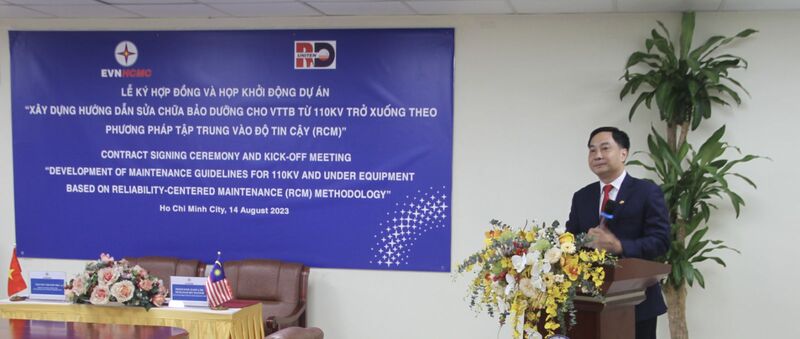 EVNHCMC
UNITEN
R&D
LỄ KÝ HỢP ĐỒNG VÀ HỌP KHỞI ĐỘNG DỰ ÁN
“XÂY DỰNG HƯỚNG DẪN SỬA CHỮA BẢO DƯỠNG CHO VTTB TỪ 110KV TRỞ XUỐNG THEO
PHƯƠNG PHÁP TẬP TRUNG VÀO ĐỘ TIN CẬY (RCM)”
CONTRACT SIGNING CEREMONY AND KICK-OFF MEETING
“DEVELOPMENT OF MAINTENANCE GUIDELINES FOR 110KV AND UNDER EQUIPMENT
BASED ON RELIABILITY-CENTERED MAINTENANCE (RCM) METHODOLOGY”
Ho Chi Minh City, 14 August 2023